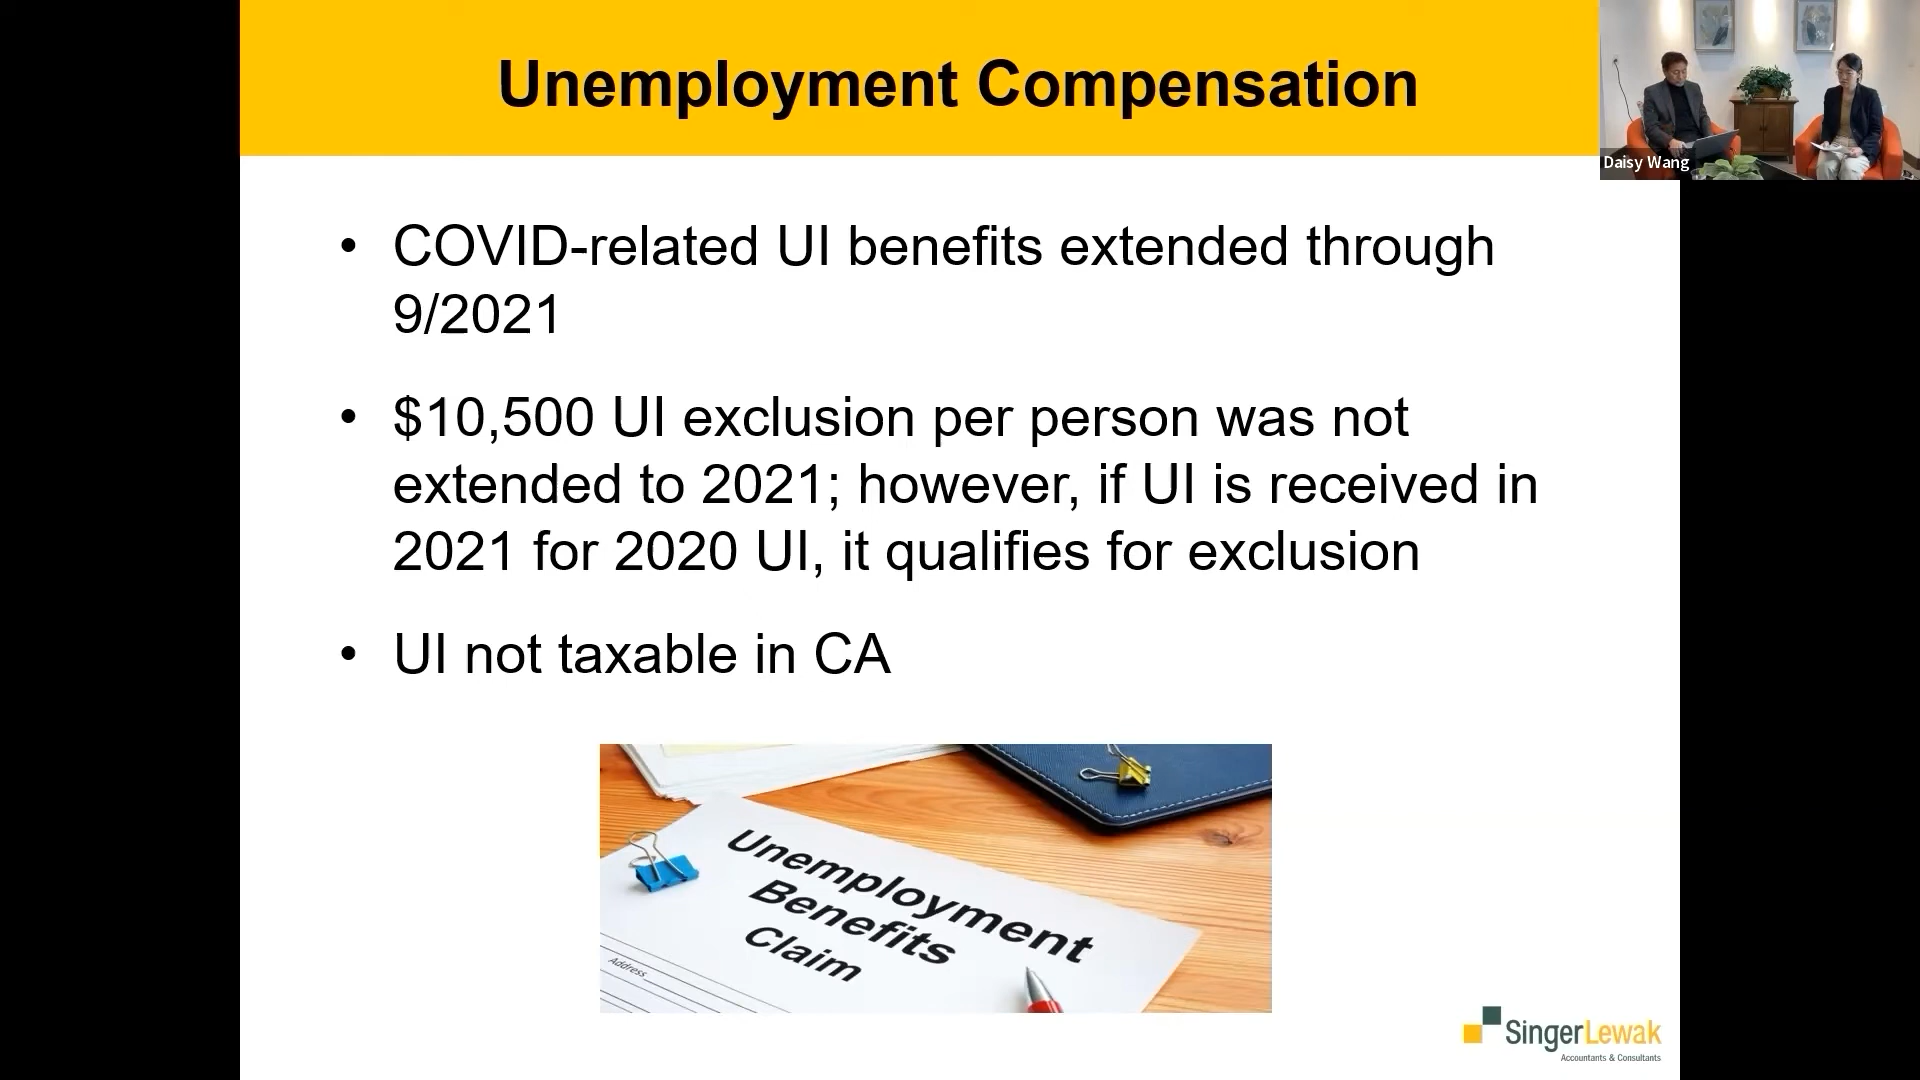 Unemployment Compensation
Daisy Wang
• COVID-related UI benefits extended through
9/2021
• $10,500 UI exclusion per person was not
extended to 2021; however, if UI is received in
2021 for 2020 UI, it qualifies for exclusion
• UI not taxable in CA
Unemployment
Benefits
Claim
Address
SingerLewak
Accountants & Consultants